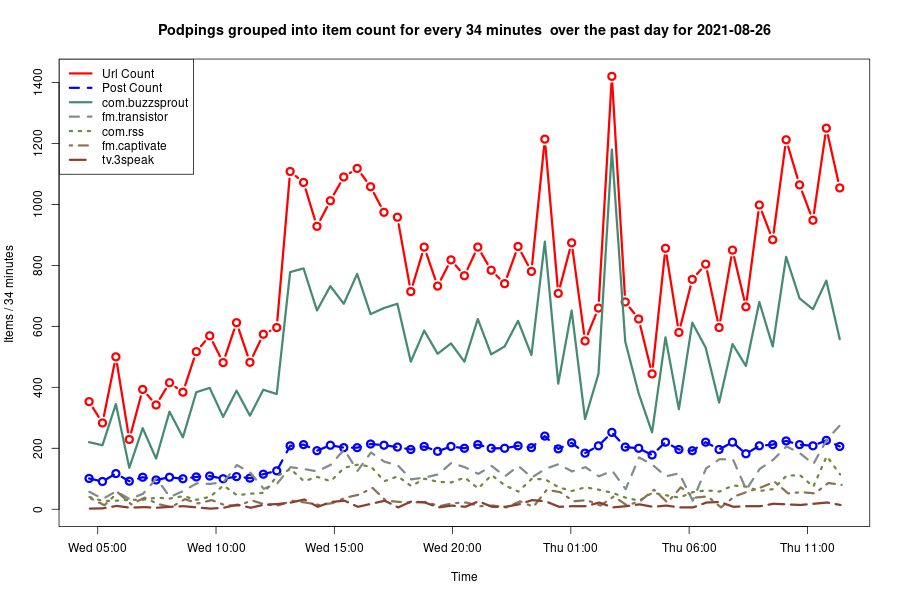 Podpings grouped into item count for every 34 minutes  over the past day for 2021-08-26
Url Count
Post Count
com.buzzsprout
fm.transistor
com.rss
fm.captivate
tv.3speak
Items / 34 minutes
1400
1200
1000
800
600
400
200
0
Wed 05:00 Wed 10:00 Wed 15:00 Wed 20:00 Thu 01:00 Thu 06:00 Thu 11:00
Time